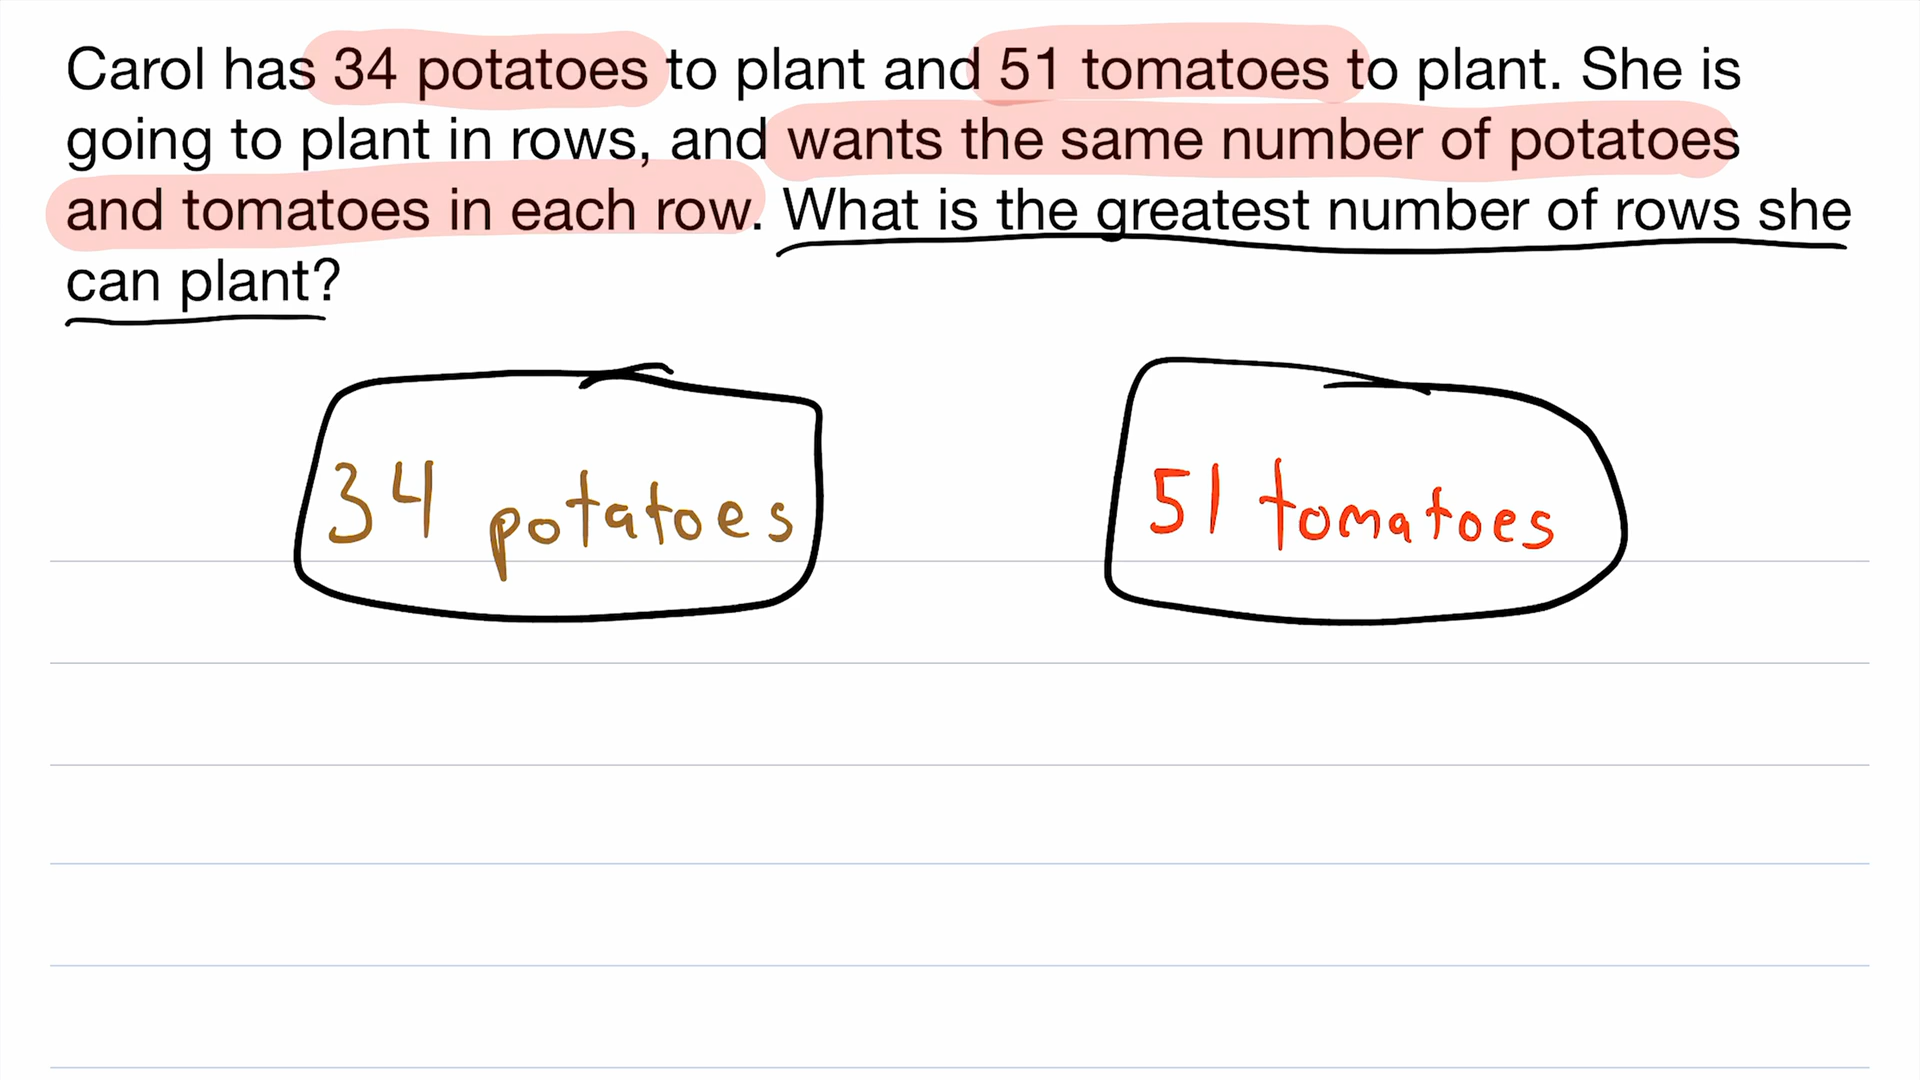 Carol has 34 potatoes to plant and 51 tomatoes to plant. She is
going to plant in rows, and wants the same number of potatoes
and tomatoes in each row. What is the greatest number of rows she
can plant?
34 potatoes
51 tomatoes